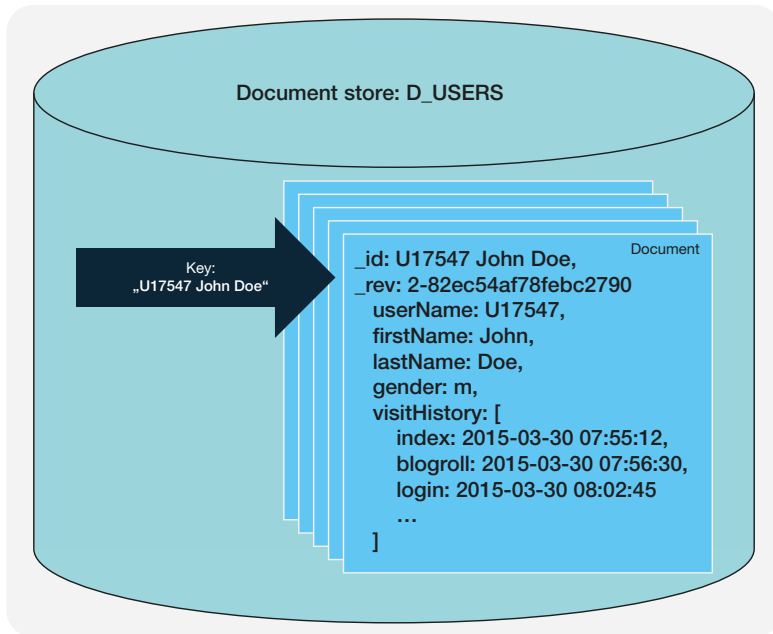 Document store: D_USERS
Key:
„U17547 John Doe“
Document
_id: U17547 John Doe,
_rev: 2-82ec54af78febc2790
userName: U17547,
firstName: John,
lastName: Doe,
gender: m,
visitHistory: [
index: 2015-03-30 07:55:12,
blogroll: 2015-03-30 07:56:30,
login: 2015-03-30 08:02:45
…
]